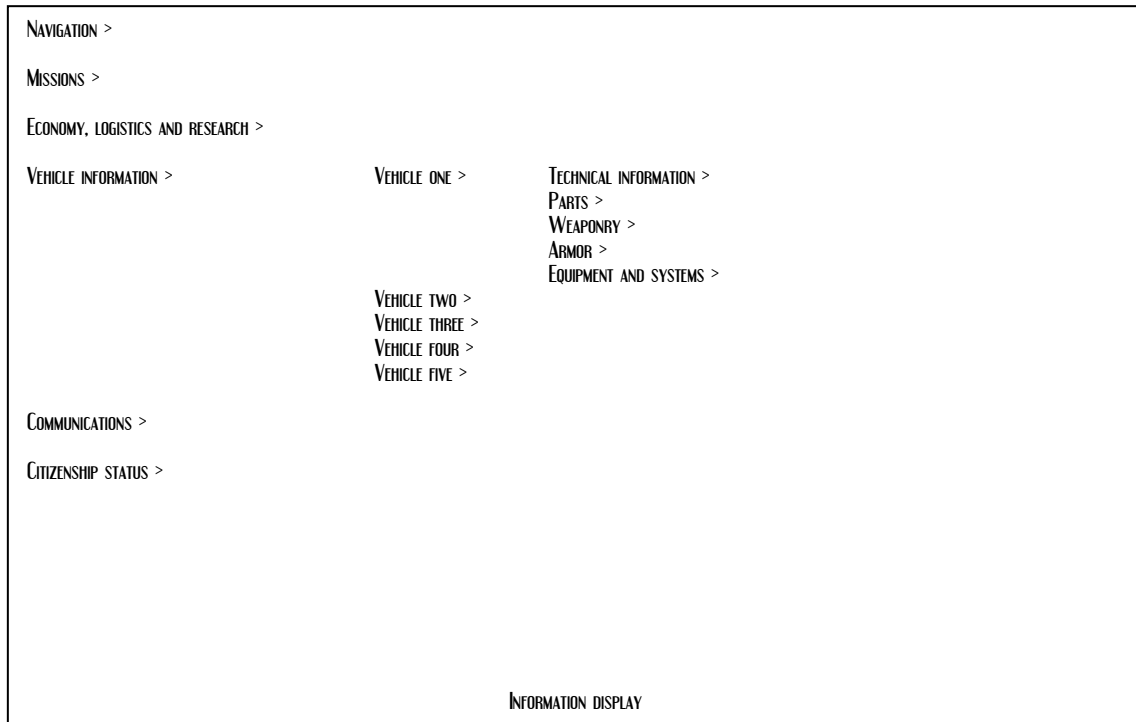 Navigation >
Missions >
Economy, logistics and research >
Vehicle information > Vehicle one > Technical information >
Parts >
Weaponry >
Armor >
Equipment and systems >
Vehicle two >
Vehicle three >
Vehicle four >
Vehicle five >
Communications >
Citizenship status >
Information display